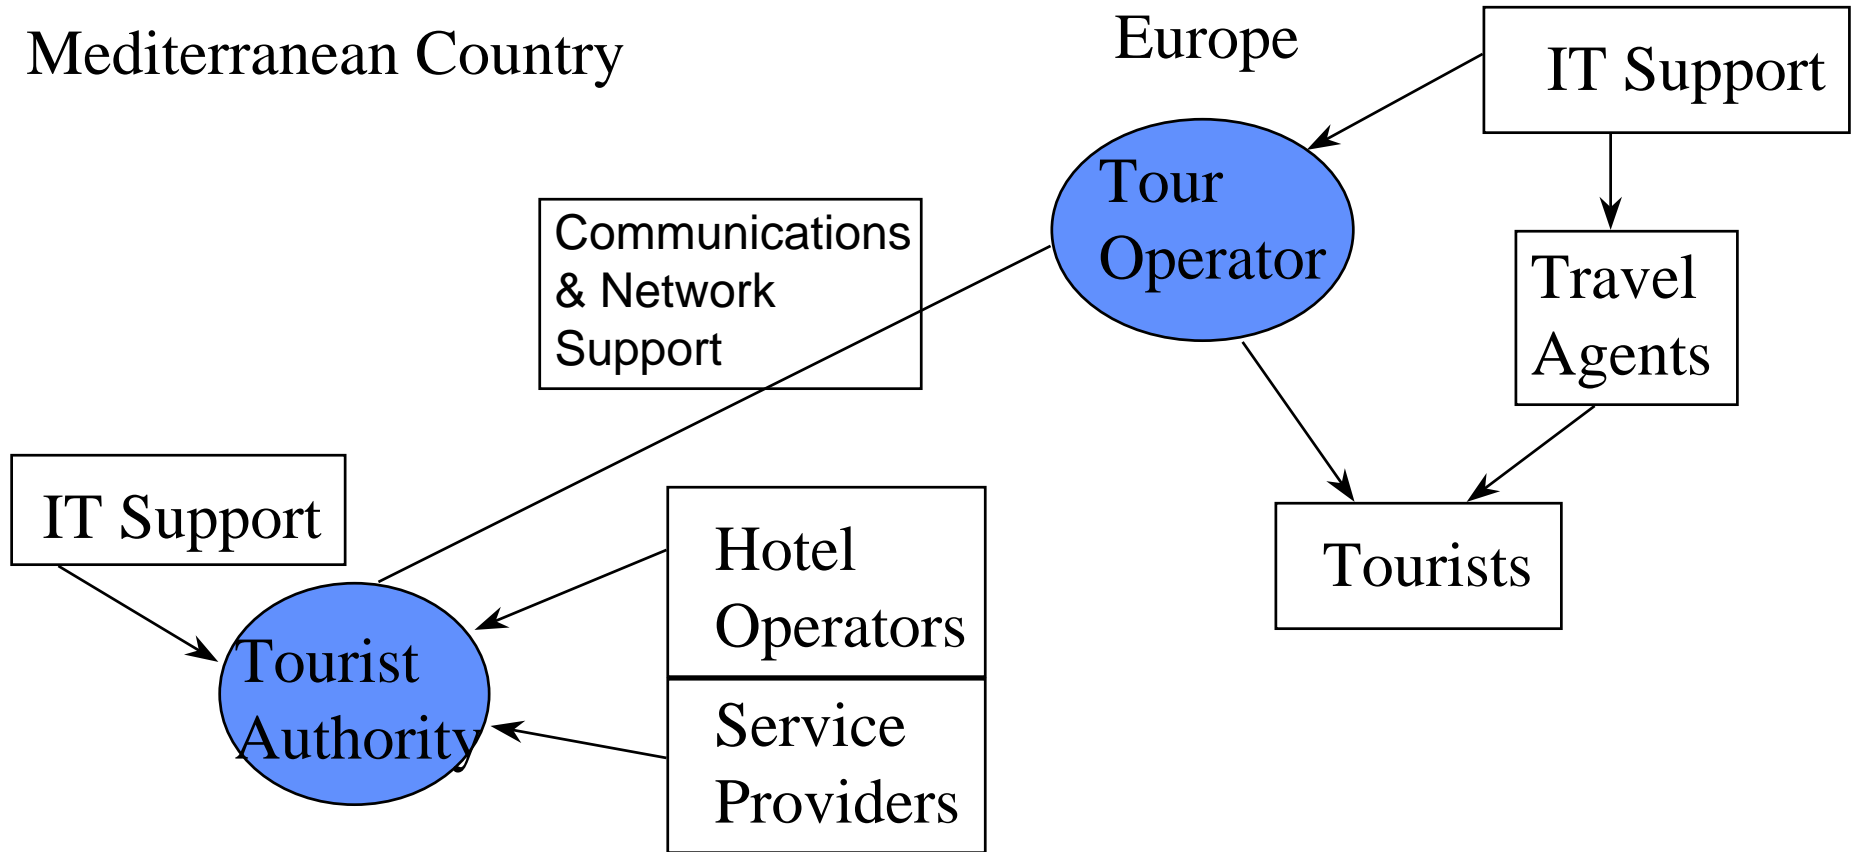 Mediterranean Country
Europe
IT Support
Tour
Operator
Communications
& Network
Support
Travel
Agents
IT Support
Hotel
Operators
Tourists
Tourist
Authority
Service
Providers